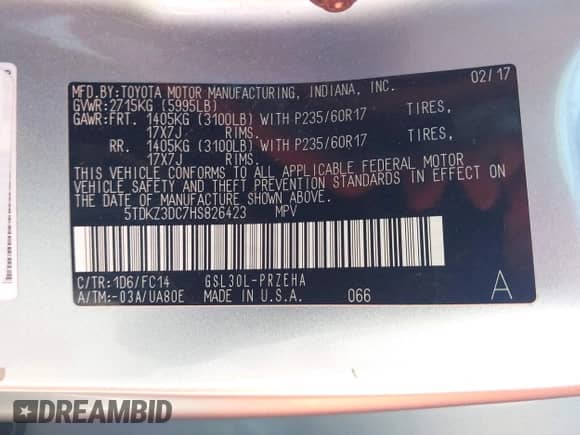 MFD.BY:TOYOTA MOTOR MANUFACTURING, INDIANA, INC. 02/17
GVWR:2715KG (5995LB)
GAWR:FRT. 1405KG (3100LB) WITH P235/60R17 TIRES,
17X7J RIMS.
RR. 1405KG (3100LB) WITH P235/60R17 TIRES,
17X7J RIMS.
THIS VEHICLE CONFORMS TO ALL APPLICABLE FEDERAL MOTOR
VEHICLE SAFETY AND THEFT PREVENTION STANDARDS IN EFFECT ON
THE DATE OF MANUFACTURE SHOWN ABOVE.
5TDKZ3DC7HS826423 MPV
C/TR:1D6/FC14 GSL30L-PRZEHA
A/TM:-03A/UA80E MADE IN U.S.A. 066 A
DREAMBID